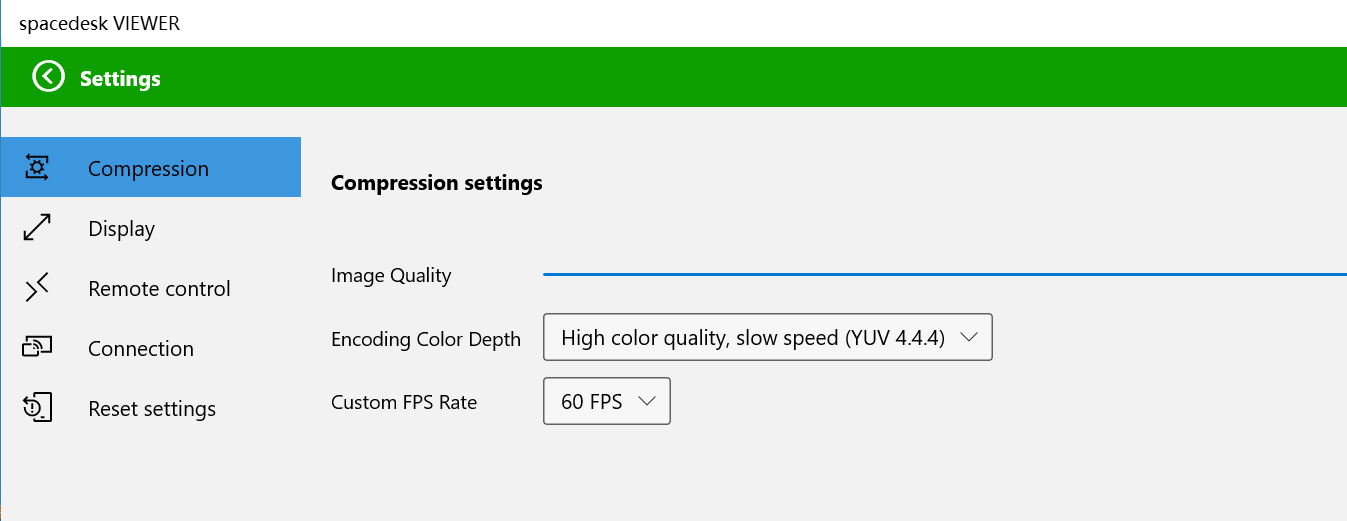 spacedesk VIEWER
Settings
Compression
Display
Remote control
Connection
Reset settings
Compression settings
Image Quality
Encoding Color Depth
High color quality, slow speed (YUV 4.4.4)
Custom FPS Rate
60 FPS